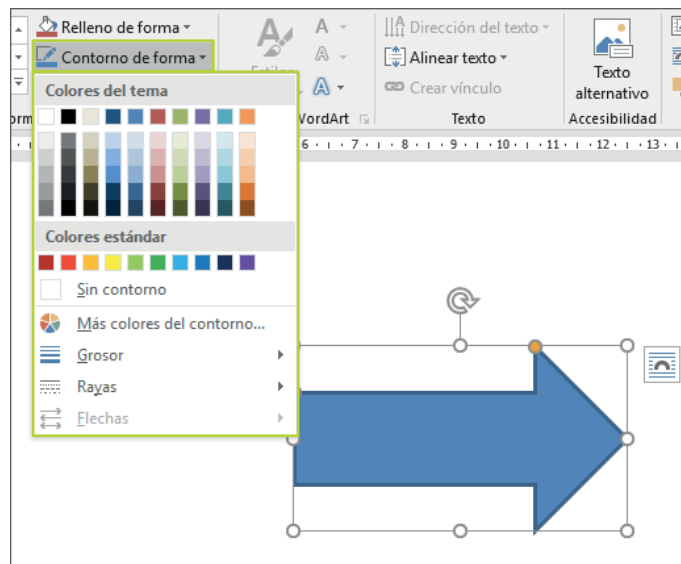 Relleno de forma
Contorno de forma
Dirección del texto
Alinear texto
Crear vínculo
Texto alternativo
WordArt
Texto
Accesibilidad
6 7 8 9 10 11 12 13
Colores del tema
Colores estándar
Sin contorno
Más colores del contorno...
Grosor
Rayas
Flechas